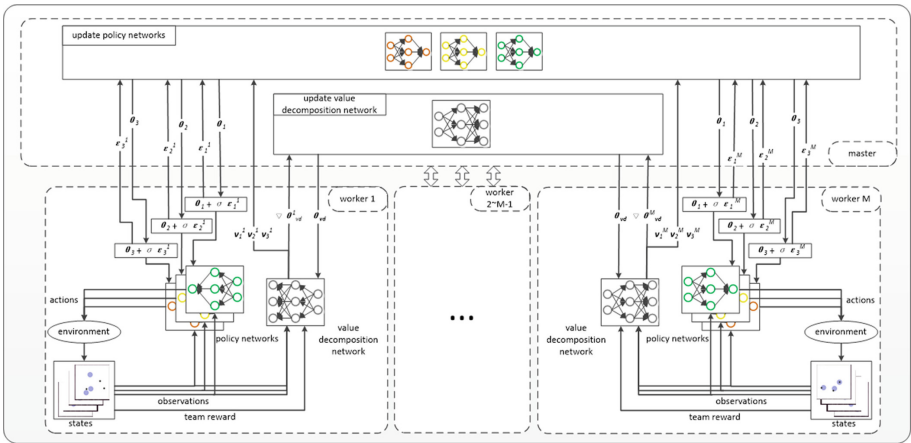 update policy networks
update value
decomposition network
master
θ₃ θ₂ θ₁
ε₃¹ ε₂¹ ε₁¹
θ₁ θ₂ θ₃
ε₁ᴹ ε₂ᴹ ε₃ᴹ
worker 1
worker
2~M-1
worker M
θ₁ + σ ε₁¹
θ₂ + σ ε₂¹
θ₃ + σ ε₃¹
v₁¹ v₂¹ v₃¹
▽ θ¹vd
θvd
θvd
▽ θᴹvd
v₁ᴹ v₂ᴹ v₃ᴹ
θ₁ + σ ε₁ᴹ
θ₂ + σ ε₂ᴹ
θ₃ + σ ε₃ᴹ
actions
environment
policy networks
value
decomposition
network
observations
team reward
states
...
value
decomposition
network
policy networks
actions
environment
observations
team reward
states